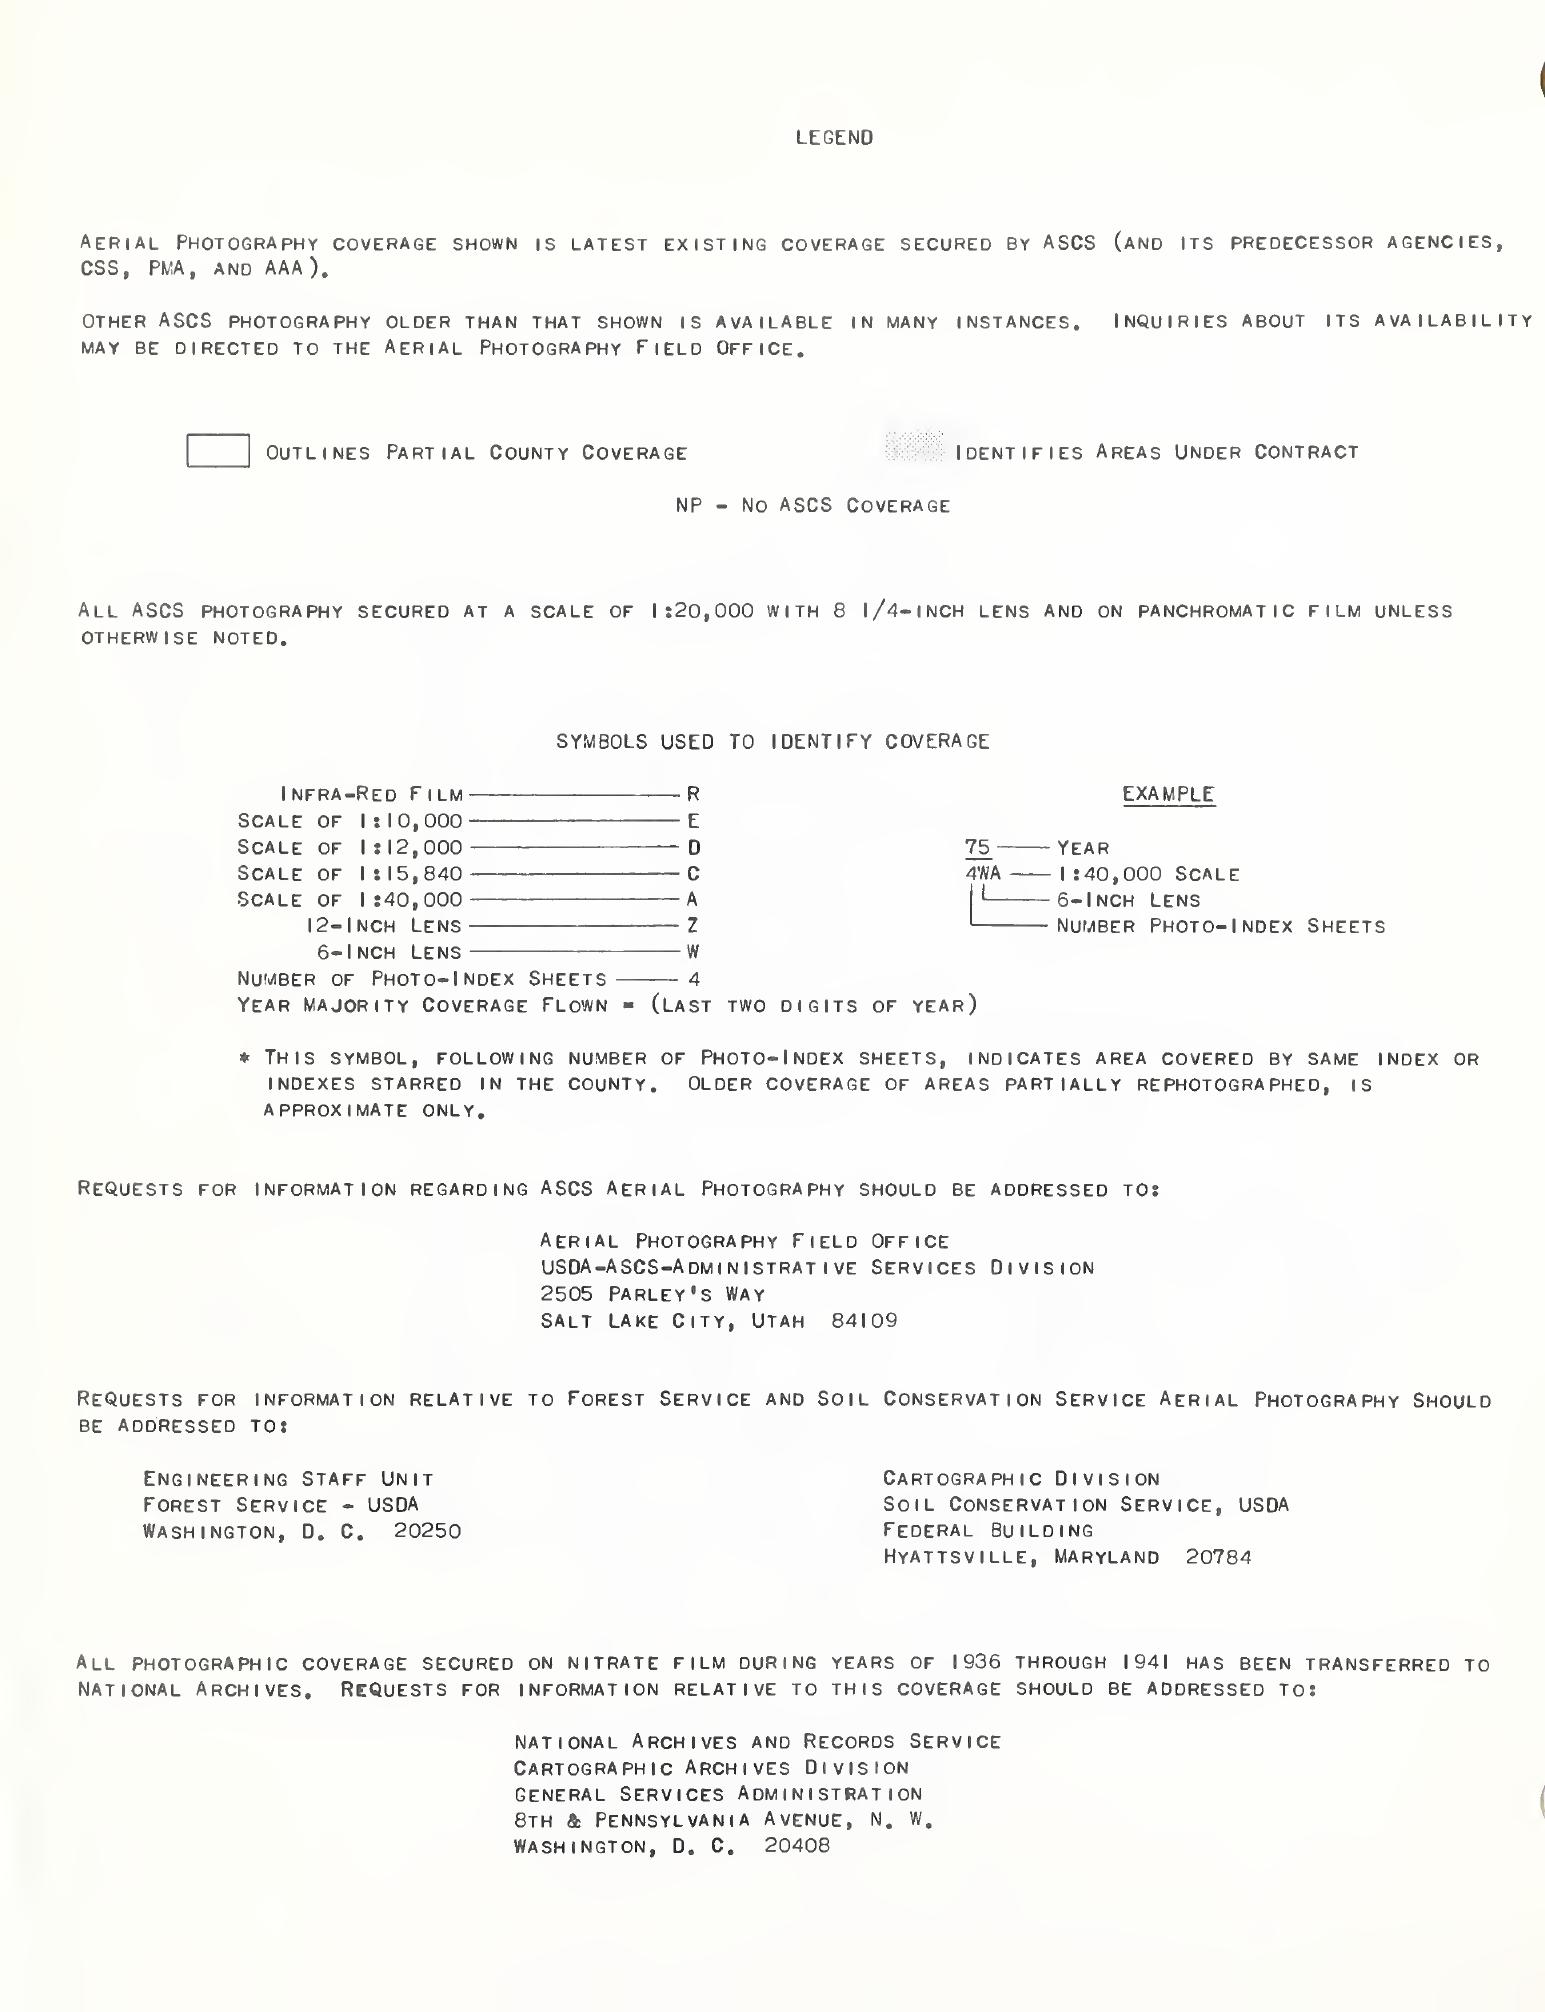 LEGEND
AERIAL PHOTOGRAPHY COVERAGE SHOWN IS LATEST EXISTING COVERAGE SECURED BY ASCS (AND ITS PREDECESSOR AGENCIES,
CSS, PMA, AND AAA).
OTHER ASCS PHOTOGRAPHY OLDER THAN THAT SHOWN IS AVAILABLE IN MANY INSTANCES. INQUIRIES ABOUT ITS AVAILABILITY
MAY BE DIRECTED TO THE AERIAL PHOTOGRAPHY FIELD OFFICE.
OUTLINES PARTIAL COUNTY COVERAGE
IDENTIFIES AREAS UNDER CONTRACT
NP - NO ASCS COVERAGE
ALL ASCS PHOTOGRAPHY SECURED AT A SCALE OF 1:20,000 WITH 8 1/4-INCH LENS AND ON PANCHROMATIC FILM UNLESS
OTHERWISE NOTED.
SYMBOLS USED TO IDENTIFY COVERAGE
INFRA-RED FILM R
SCALE OF 1:10,000 E
SCALE OF 1:12,000 D
SCALE OF 1:15,840 C
SCALE OF 1:40,000 A
12-INCH LENS Z
6-INCH LENS W
NUMBER OF PHOTO-INDEX SHEETS 4
YEAR MAJORITY COVERAGE FLOWN - (LAST TWO DIGITS OF YEAR)
EXAMPLE
75 YEAR
4WA 1:40,000 SCALE
6-INCH LENS
NUMBER PHOTO-INDEX SHEETS
* THIS SYMBOL, FOLLOWING NUMBER OF PHOTO-INDEX SHEETS, INDICATES AREA COVERED BY SAME INDEX OR
INDEXES STARRED IN THE COUNTY. OLDER COVERAGE OF AREAS PARTIALLY REPHOTOGRAPHED, IS
APPROXIMATE ONLY.
REQUESTS FOR INFORMATION REGARDING ASCS AERIAL PHOTOGRAPHY SHOULD BE ADDRESSED TO:
AERIAL PHOTOGRAPHY FIELD OFFICE
USDA-ASCS-ADMINISTRATIVE SERVICES DIVISION
2505 PARLEY'S WAY
SALT LAKE CITY, UTAH 84109
REQUESTS FOR INFORMATION RELATIVE TO FOREST SERVICE AND SOIL CONSERVATION SERVICE AERIAL PHOTOGRAPHY SHOULD
BE ADDRESSED TO:
ENGINEERING STAFF UNIT
FOREST SERVICE - USDA
WASHINGTON, D. C. 20250
CARTOGRAPHIC DIVISION
SOIL CONSERVATION SERVICE, USDA
FEDERAL BUILDING
HYATTSVILLE, MARYLAND 20784
ALL PHOTOGRAPHIC COVERAGE SECURED ON NITRATE FILM DURING YEARS OF 1936 THROUGH 1941 HAS BEEN TRANSFERRED TO
NATIONAL ARCHIVES. REQUESTS FOR INFORMATION RELATIVE TO THIS COVERAGE SHOULD BE ADDRESSED TO:
NATIONAL ARCHIVES AND RECORDS SERVICE
CARTOGRAPHIC ARCHIVES DIVISION
GENERAL SERVICES ADMINISTRATION
8TH & PENNSYLVANIA AVENUE, N. W.
WASHINGTON, D. C. 20408